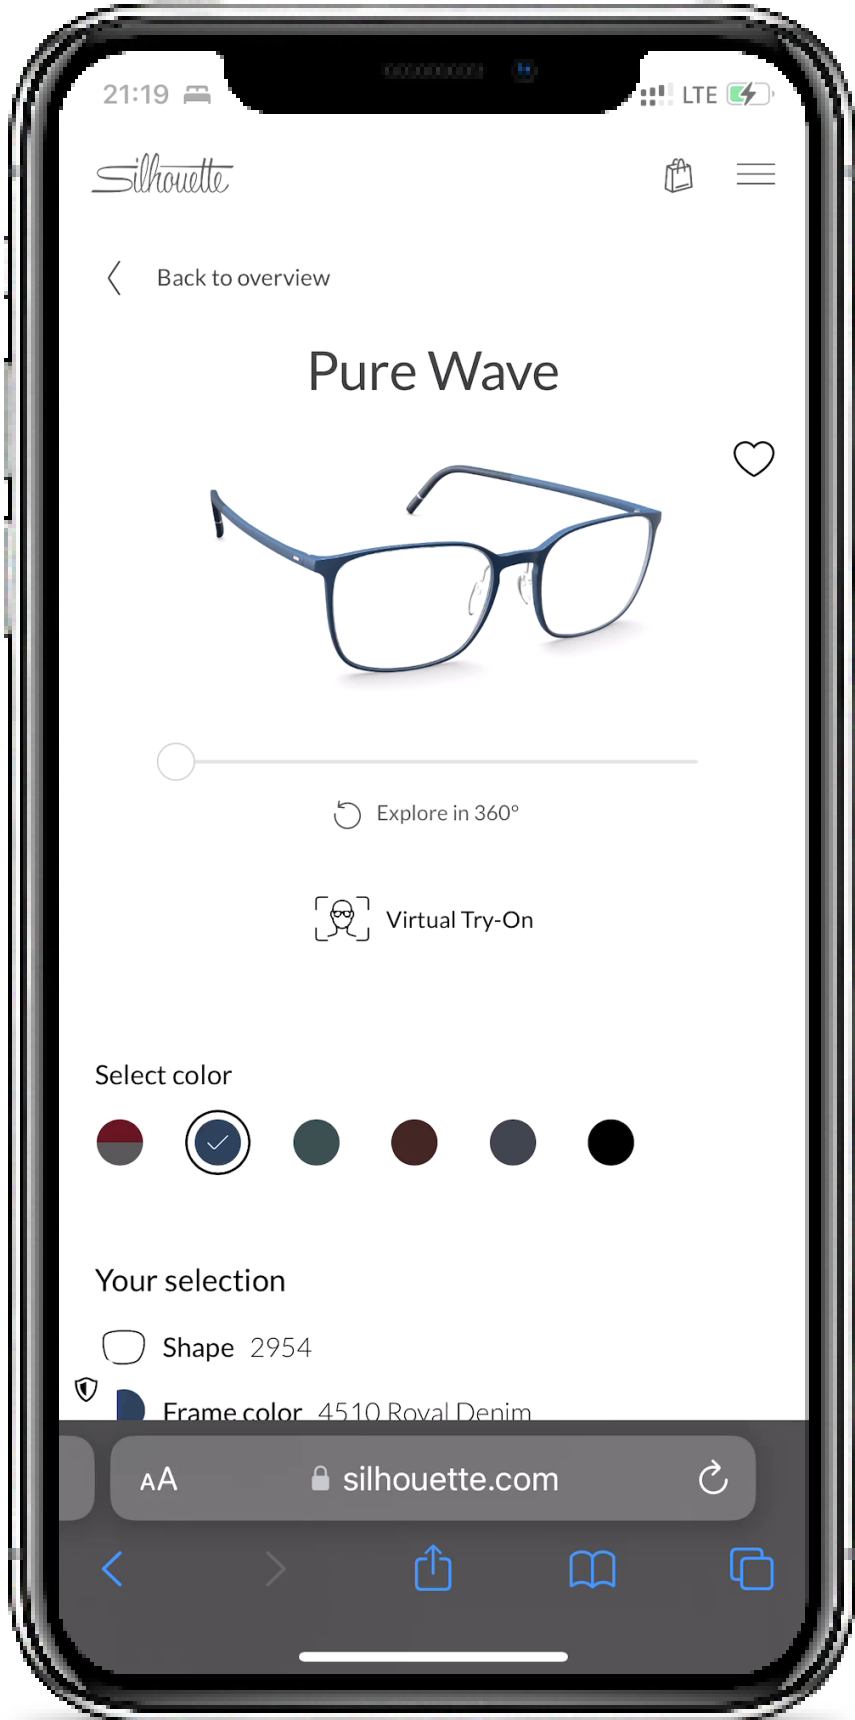 21:19
LTE
Silhouette
Back to overview
Pure Wave
Explore in 360°
Virtual Try-On
Select color
Your selection
Shape 2954
Frame color 4510 Royal Denim
AA silhouette.com